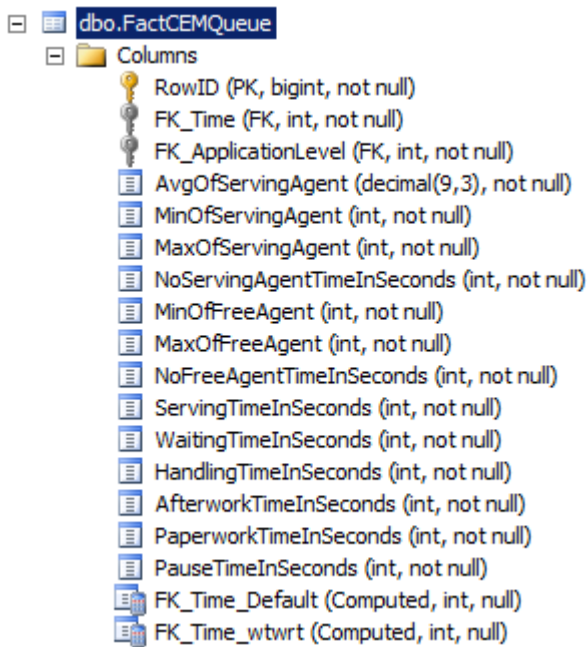 dbo.FactCEMQueue
Columns
RowID (PK, bigint, not null)
FK_Time (FK, int, not null)
FK_ApplicationLevel (FK, int, not null)
AvgOfServingAgent (decimal(9,3), not null)
MinOfServingAgent (int, not null)
MaxOfServingAgent (int, not null)
NoServingAgentTimeInSeconds (int, not null)
MinOfFreeAgent (int, not null)
MaxOfFreeAgent (int, not null)
NoFreeAgentTimeInSeconds (int, not null)
ServingTimeInSeconds (int, not null)
WaitingTimeInSeconds (int, not null)
HandlingTimeInSeconds (int, not null)
AfterworkTimeInSeconds (int, not null)
PaperworkTimeInSeconds (int, not null)
PauseTimeInSeconds (int, not null)
FK_Time_Default (Computed, int, null)
FK_Time_wtwrt (Computed, int, null)